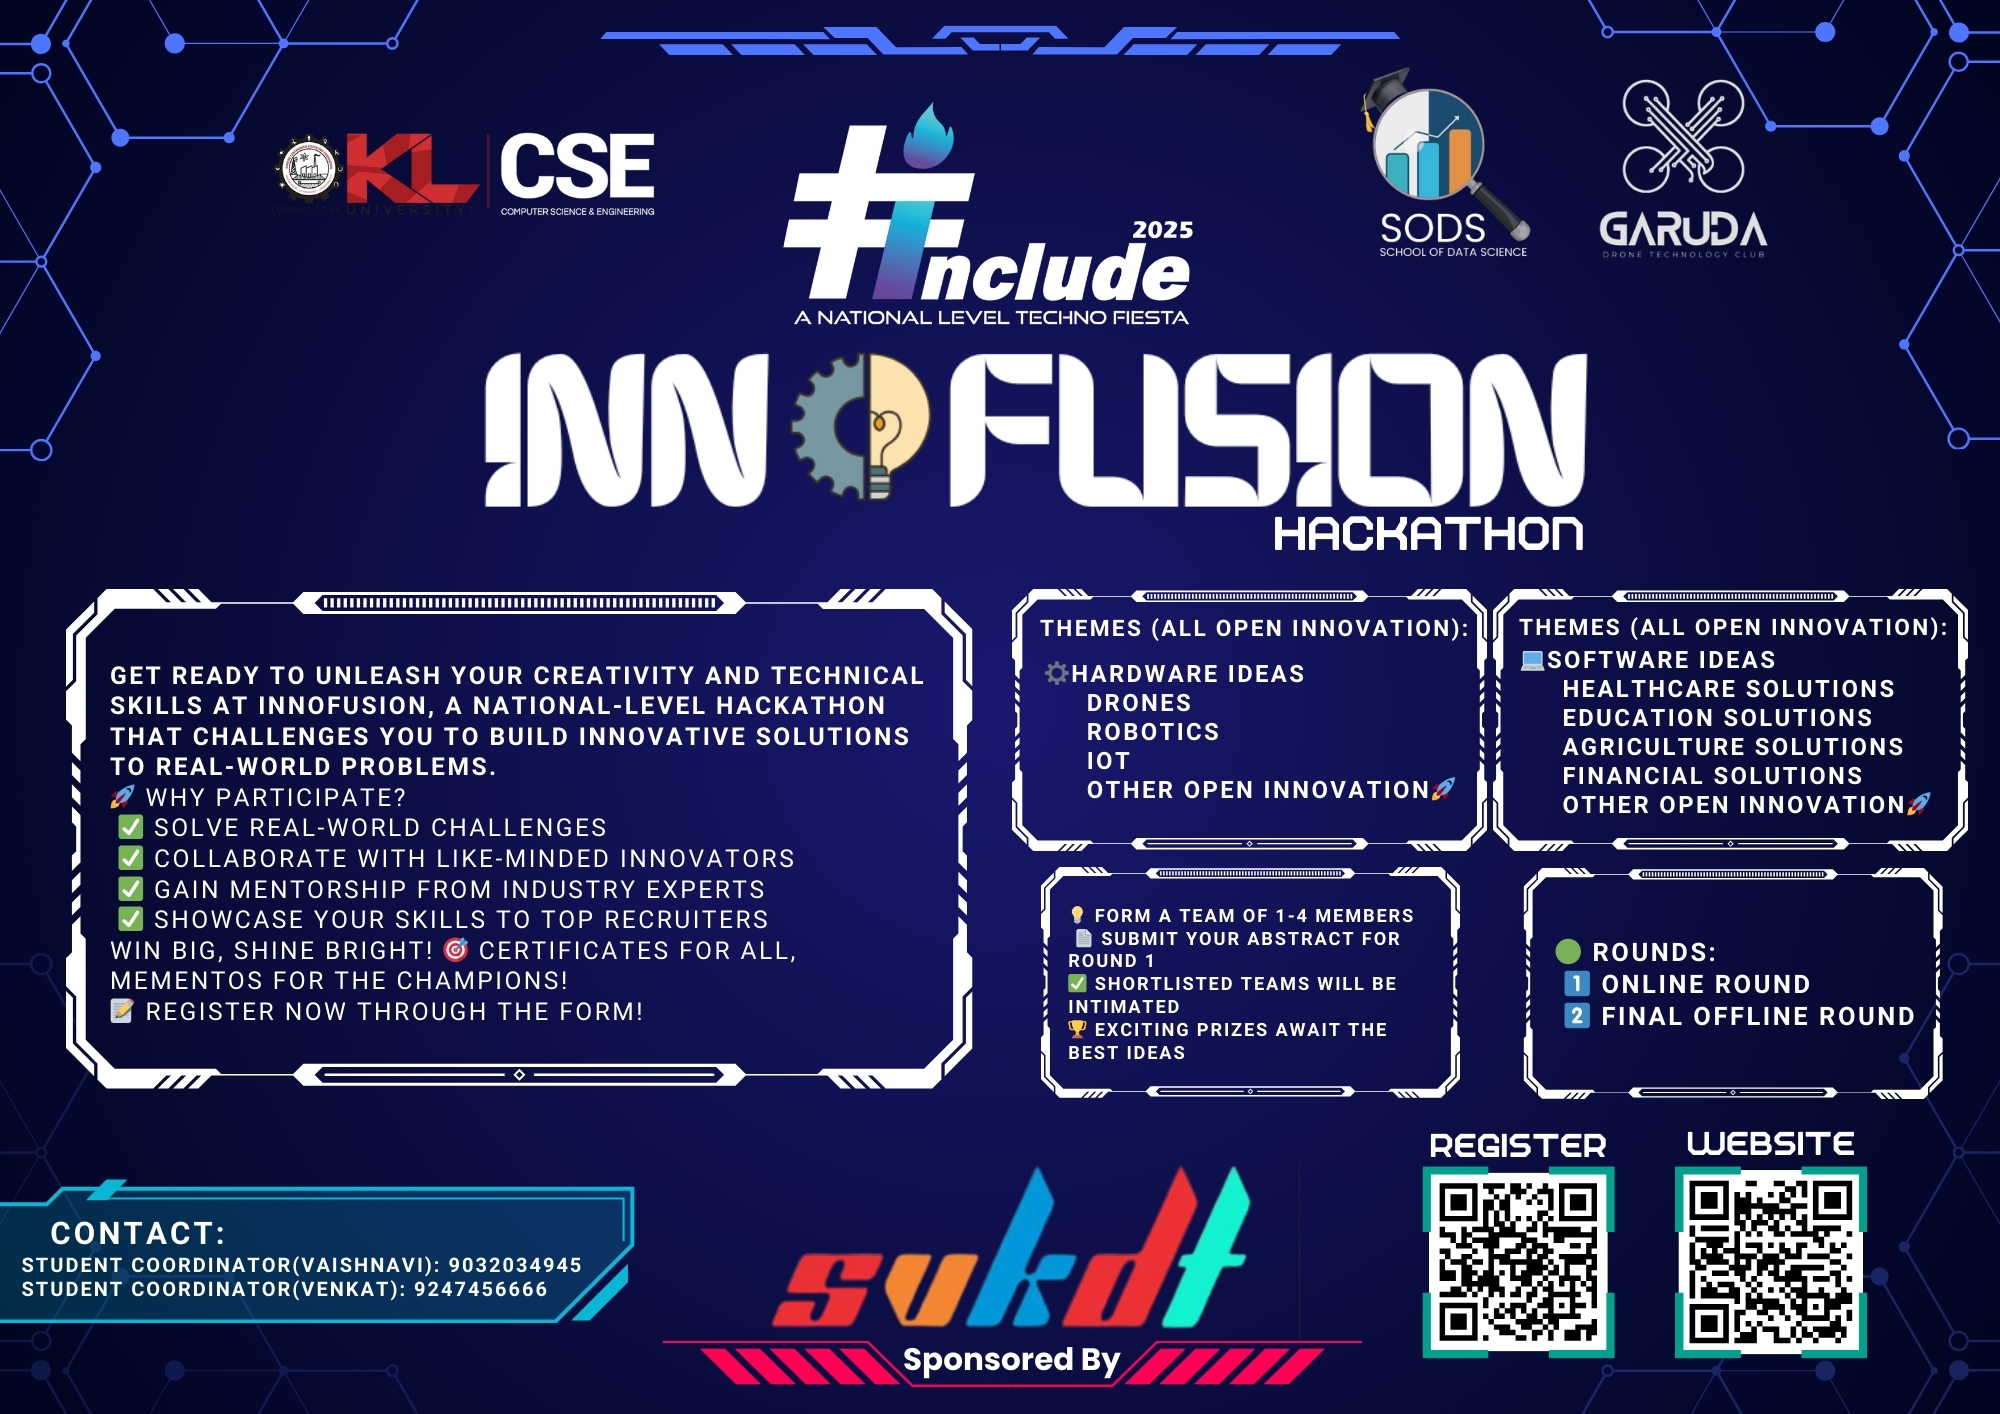 KL
UNIVERSITY
CSE
COMPUTER SCIENCE & ENGINEERING
#include
2025
A NATIONAL LEVEL TECHNO FIESTA
SODS
SCHOOL OF DATA SCIENCE
GARUDA
DRONE TECHNOLOGY CLUB
INNOFUSION
HACKATHON
GET READY TO UNLEASH YOUR CREATIVITY AND TECHNICAL
SKILLS AT INNOFUSION, A NATIONAL-LEVEL HACKATHON
THAT CHALLENGES YOU TO BUILD INNOVATIVE SOLUTIONS
TO REAL-WORLD PROBLEMS.
🚀 WHY PARTICIPATE?
✅ SOLVE REAL-WORLD CHALLENGES
✅ COLLABORATE WITH LIKE-MINDED INNOVATORS
✅ GAIN MENTORSHIP FROM INDUSTRY EXPERTS
✅ SHOWCASE YOUR SKILLS TO TOP RECRUITERS
WIN BIG, SHINE BRIGHT! 🎯 CERTIFICATES FOR ALL,
MEMENTOS FOR THE CHAMPIONS!
📝 REGISTER NOW THROUGH THE FORM!
THEMES (ALL OPEN INNOVATION):
⚙️HARDWARE IDEAS
DRONES
ROBOTICS
IOT
OTHER OPEN INNOVATION🚀
THEMES (ALL OPEN INNOVATION):
💻SOFTWARE IDEAS
HEALTHCARE SOLUTIONS
EDUCATION SOLUTIONS
AGRICULTURE SOLUTIONS
FINANCIAL SOLUTIONS
OTHER OPEN INNOVATION🚀
💡 FORM A TEAM OF 1-4 MEMBERS
📄 SUBMIT YOUR ABSTRACT FOR
ROUND 1
✅ SHORTLISTED TEAMS WILL BE
INTIMATED
🏆 EXCITING PRIZES AWAIT THE
BEST IDEAS
🟢 ROUNDS:
1️⃣ ONLINE ROUND
2️⃣ FINAL OFFLINE ROUND
CONTACT:
STUDENT COORDINATOR(VAISHNAVI): 9032034945
STUDENT COORDINATOR(VENKAT): 9247456666
sukdt
Sponsored By
REGISTER
WEBSITE